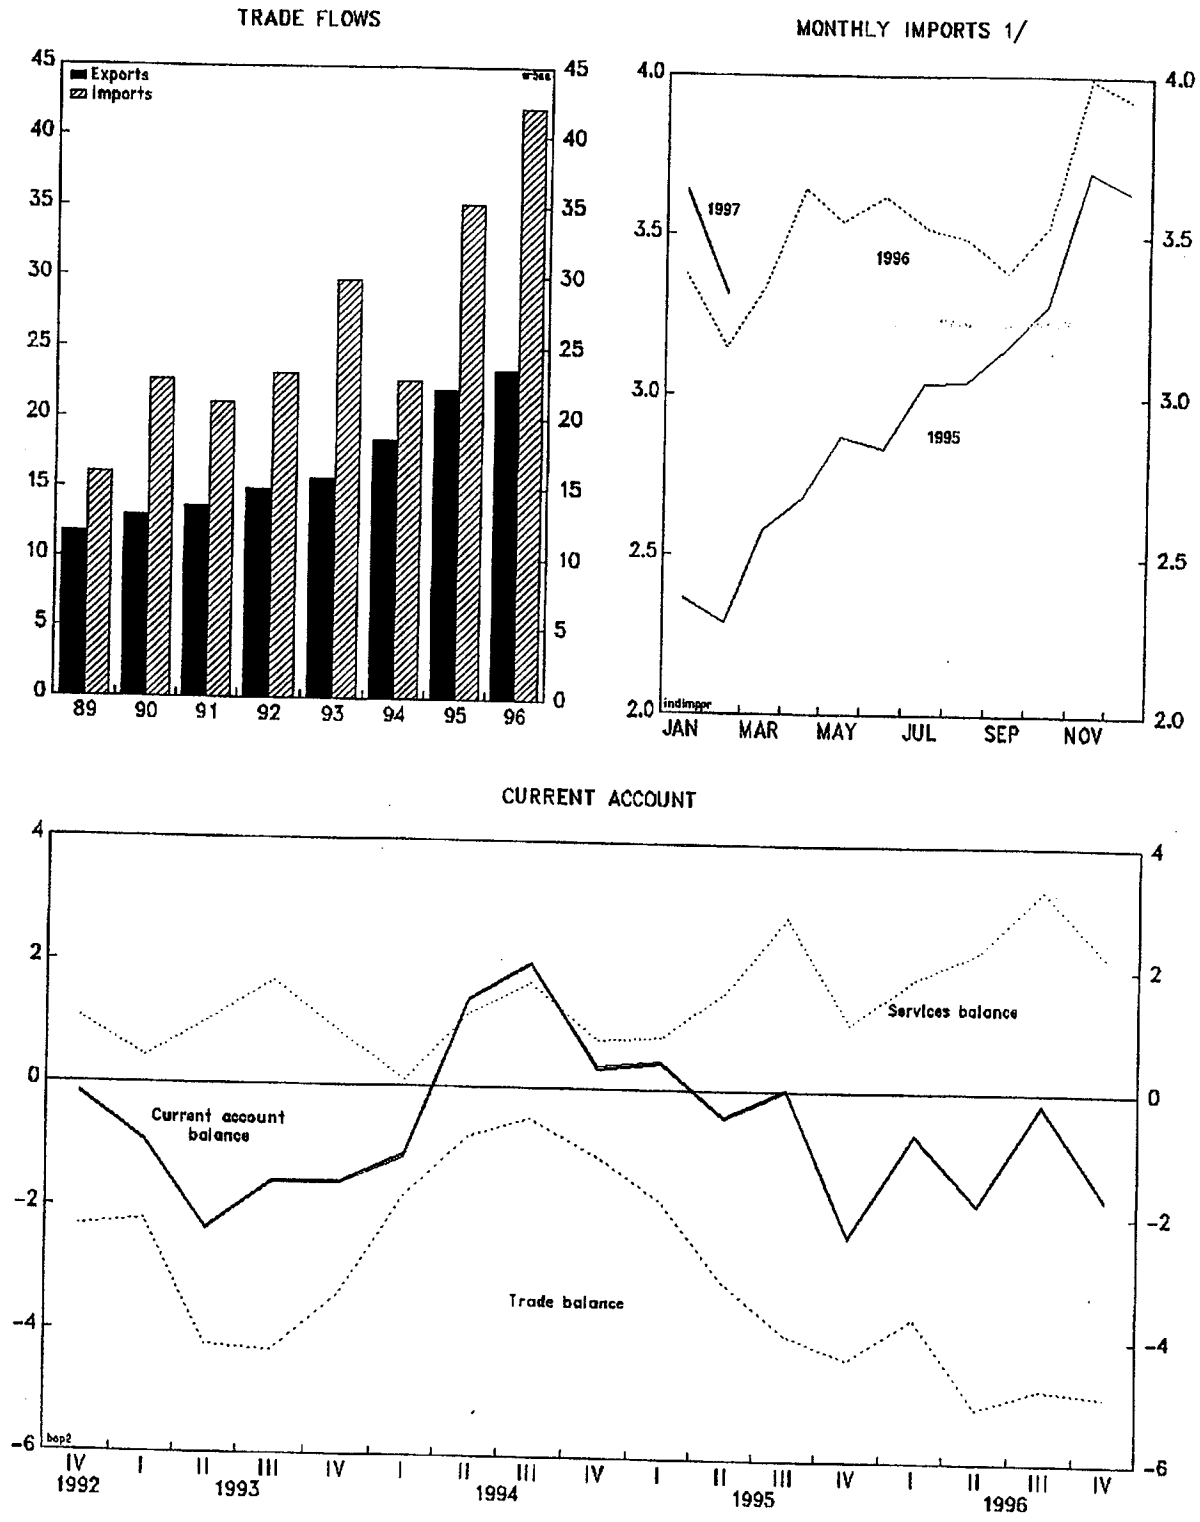 TRADE FLOWS
45 45
Exports
Imports
40 40
35 35
30 30
25 25
20 20
15 15
10 10
5 5
0 0
89 90 91 92 93 94 95 96
MONTHLY IMPORTS 1/
4.0 4.0
1997
3.5 3.5
1996
3.0 3.0
1995
2.5 2.5
2.0 indimppr 2.0
JAN MAR MAY JUL SEP NOV
CURRENT ACCOUNT
4 4
2 2
Services balance
0 0
Current account
balance
-2 -2
Trade balance
-4 -4
-6 bop2 -6
IV I II III IV I II III IV I II III IV I II III IV
1992 1993 1994 1995 1996